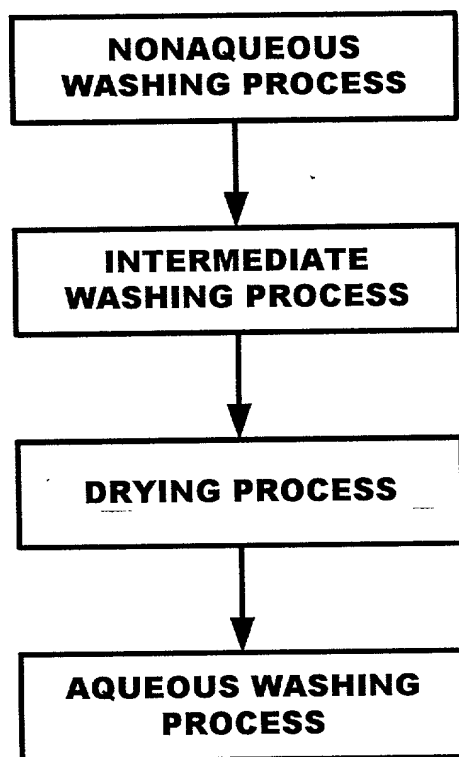 NONAQUEOUS
WASHING PROCESS
INTERMEDIATE
WASHING PROCESS
DRYING PROCESS
AQUEOUS WASHING
PROCESS